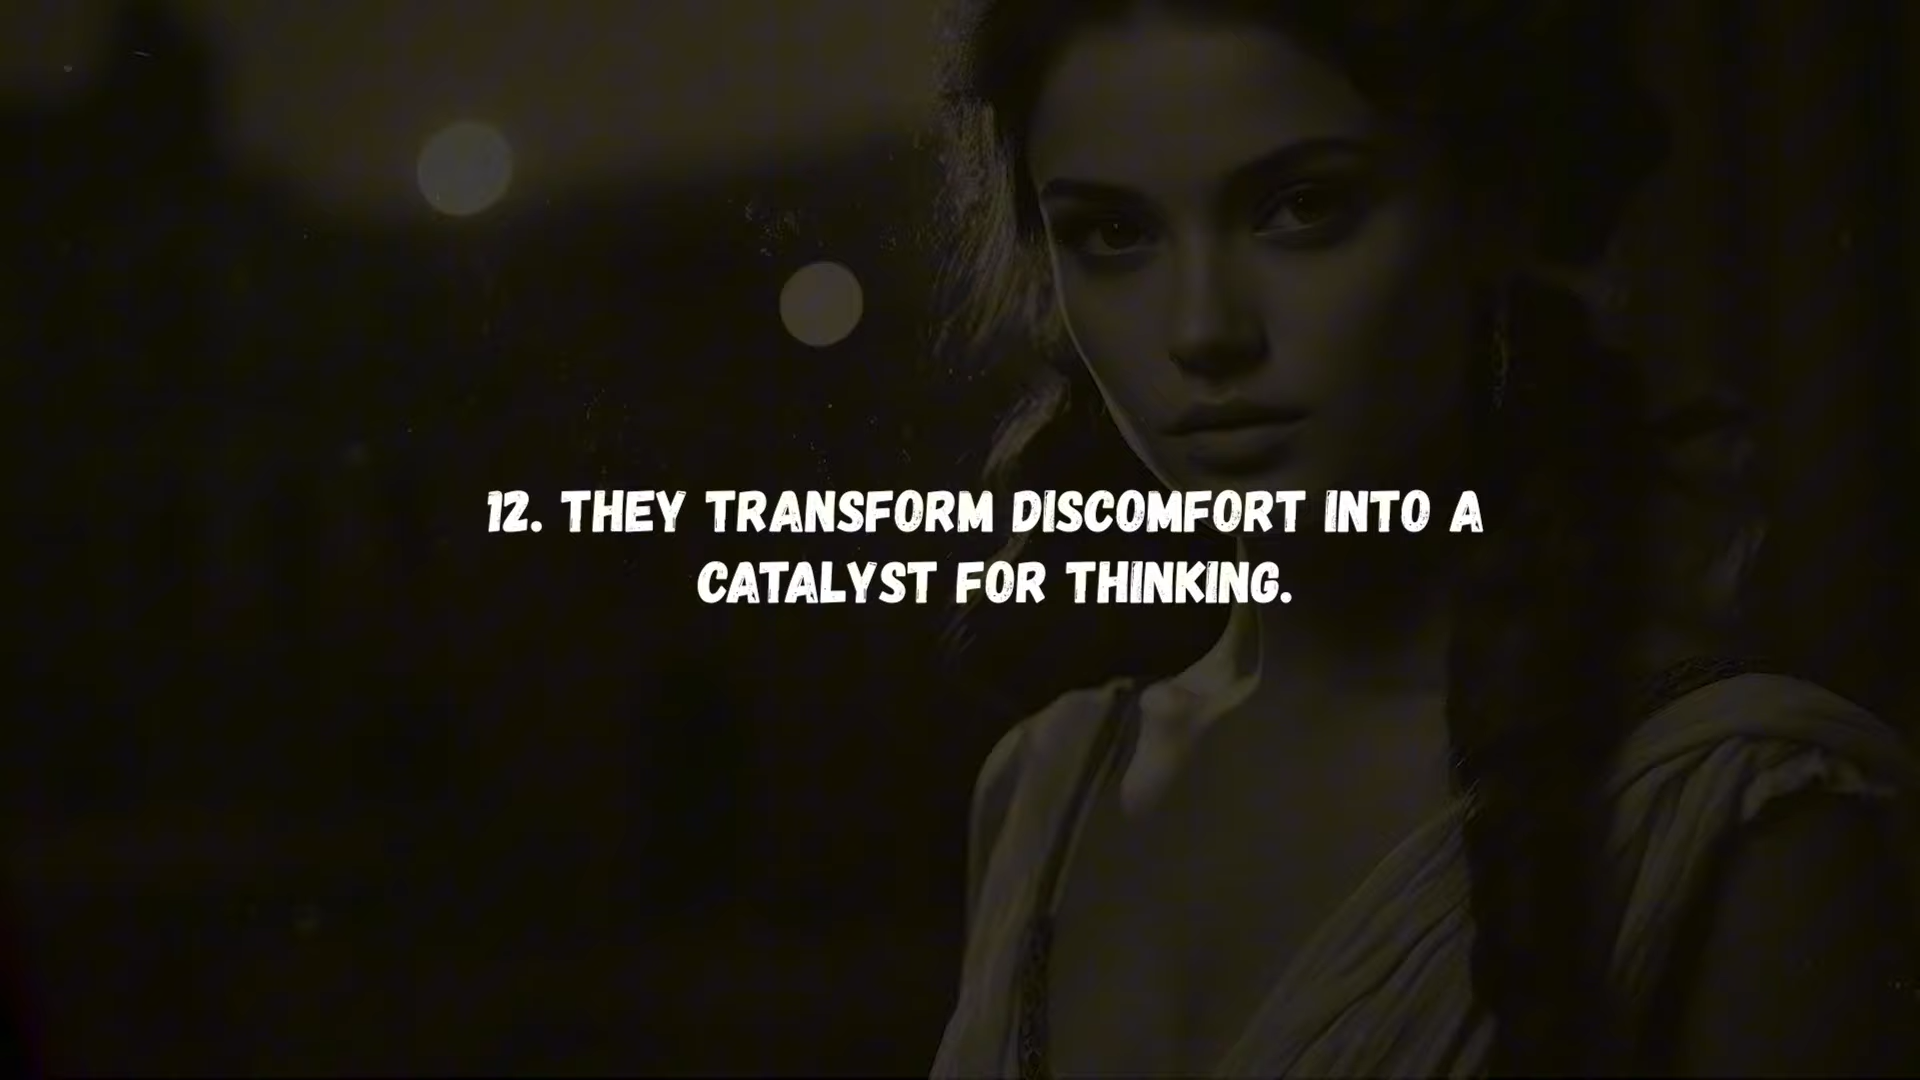 12. THEY TRANSFORM DISCOMFORT INTO A
CATALYST FOR THINKING.